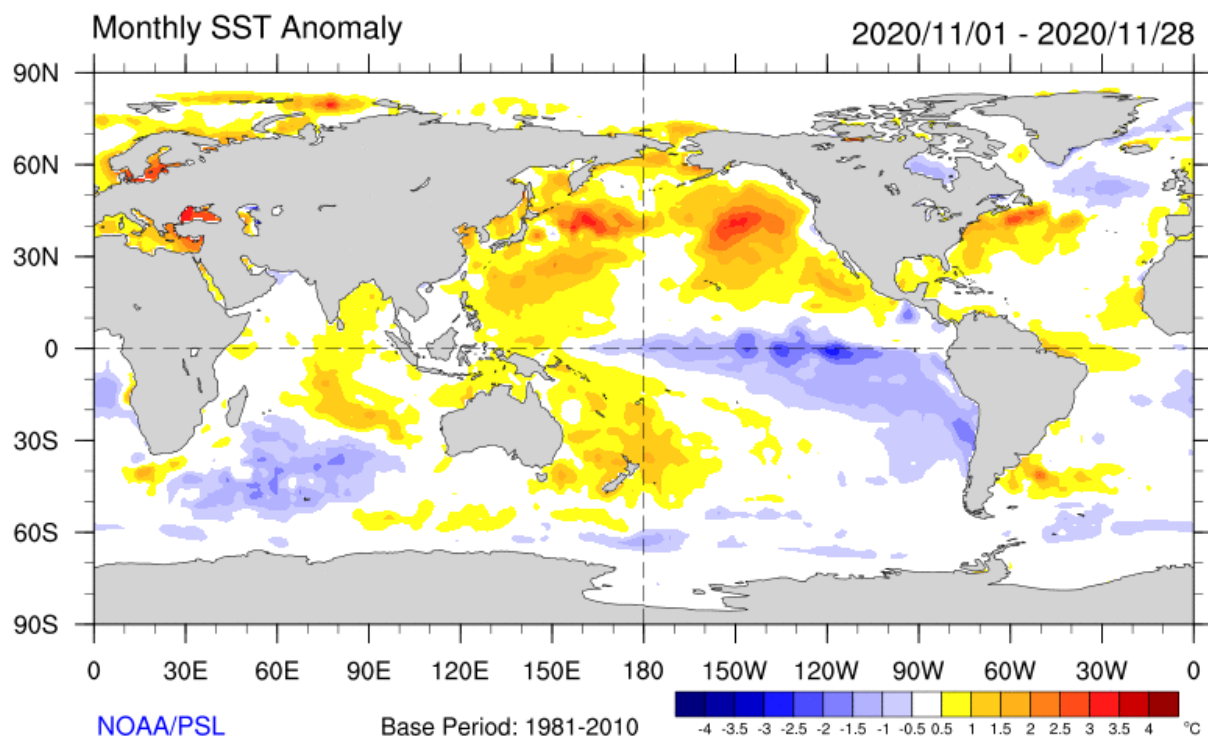 Monthly SST Anomaly 2020/11/01 - 2020/11/28
90N
60N
30N
0
30S
60S
90S
0 30E 60E 90E 120E 150E 180 150W 120W 90W 60W 30W 0
NOAA/PSL Base Period: 1981-2010
-4 -3.5 -3 -2.5 -2 -1.5 -1 -0.5 0.5 1 1.5 2 2.5 3 3.5 4 °C